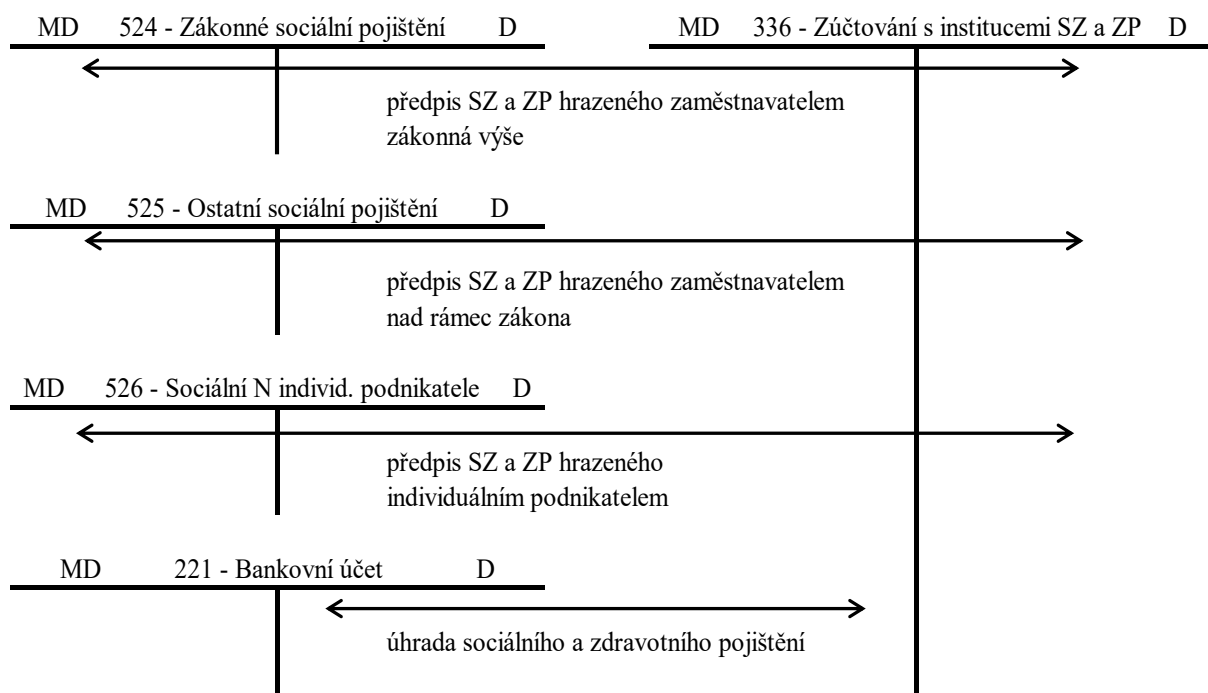 MD 524 - Zákonné sociální pojištění D MD 336 - Zúčtování s institucemi SZ a ZP D
předpis SZ a ZP hrazeného zaměstnavatelem
zákonná výše
MD 525 - Ostatní sociální pojištění D
předpis SZ a ZP hrazeného zaměstnavatelem
nad rámec zákona
MD 526 - Sociální N individ. podnikatele D
předpis SZ a ZP hrazeného
individuálním podnikatelem
MD 221 - Bankovní účet D
úhrada sociálního a zdravotního pojištění